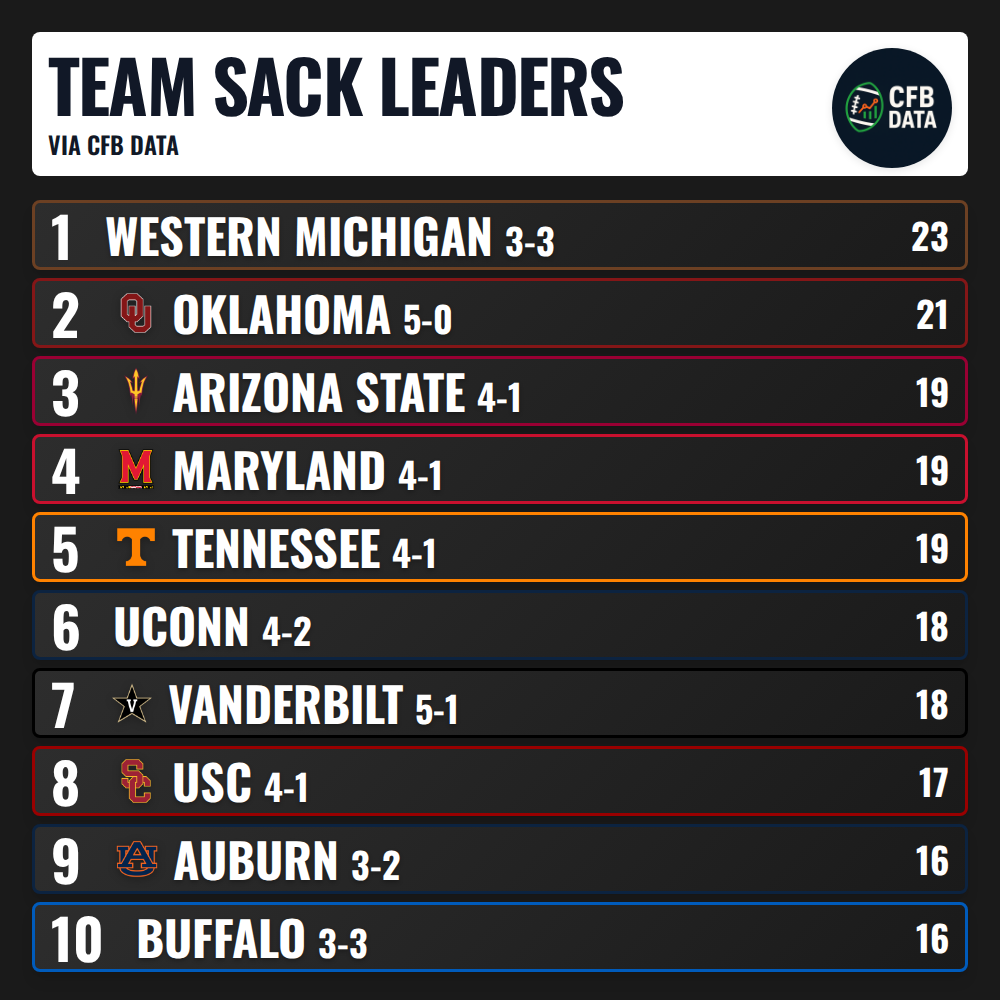 TEAM SACK LEADERS
VIA CFB DATA
CFB
DATA
1 WESTERN MICHIGAN 3-3 23
2 OU OKLAHOMA 5-0 21
3 ARIZONA STATE 4-1 19
4 M MARYLAND 4-1 19
5 T TENNESSEE 4-1 19
6 UCONN 4-2 18
7 V VANDERBILT 5-1 18
8 SC USC 4-1 17
9 AU AUBURN 3-2 16
10 BUFFALO 3-3 16